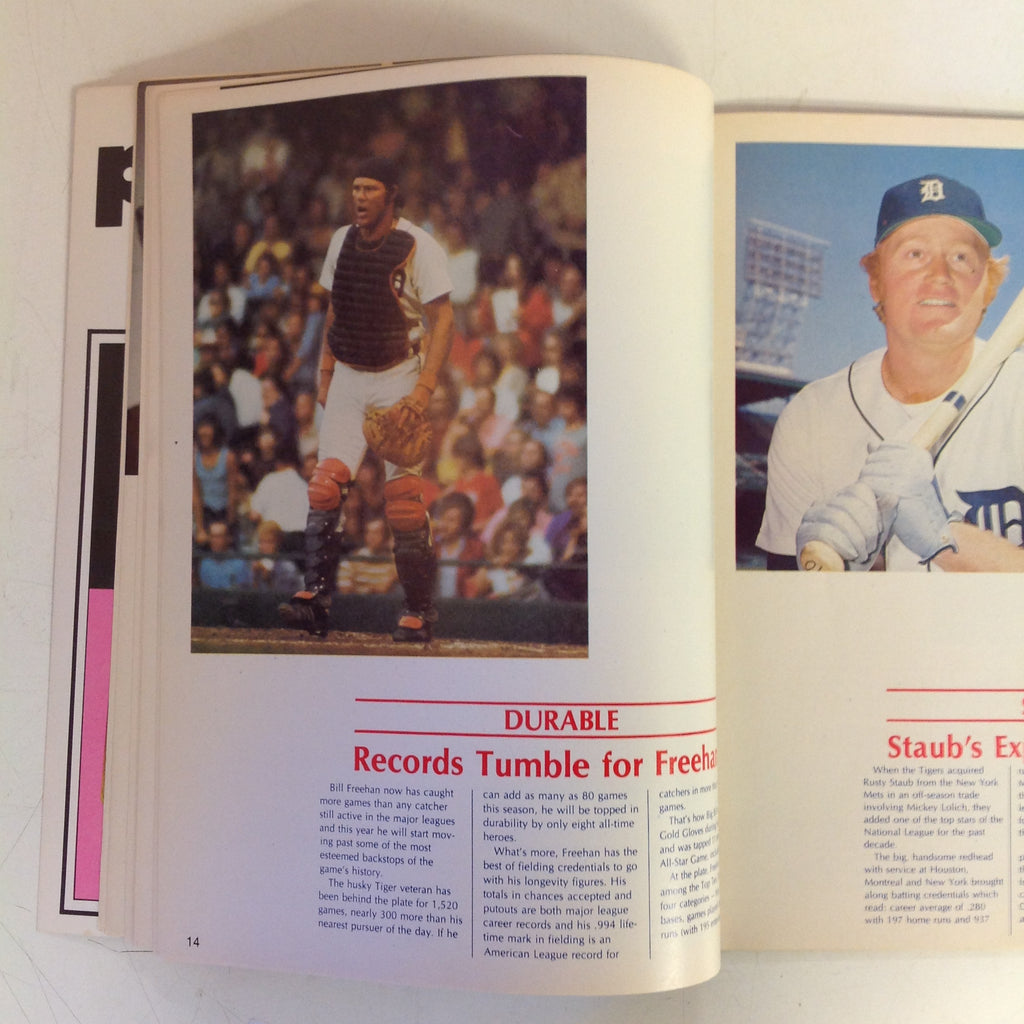 DURABLE
Records Tumble for Freeha
Bill Freehan now has caught
more games than any catcher
still active in the major leagues
and this year he will start mov-
ing past some of the most
esteemed backstops of the
game's history.
The husky Tiger veteran has
been behind the plate for 1,520
games, nearly 300 more than his
nearest pursuer of the day. If he
can add as many as 80 games
this season, he will be topped in
durability by only eight all-time
heroes.
What's more, Freehan has the
best of fielding credentials to go
with his longevity figures. His
totals in chances accepted and
putouts are both major league
career records and his .994 life-
time mark in fielding is an
American League record for
catchers in more
games.
That's how Big
Gold Gloves
and was tapped
All-Star Game,
At the plate,
among the Top
four categories
bases, games
runs (with
14
D
Staub's Ex
When the Tigers acquired
Rusty Staub from the New York
Mets in an off-season trade
involving Mickey Lolich, they
added one of the top stars of the
National League for the past
decade.
The big, handsome redhead
with service at Houston,
Montreal and New York brought
along batting credentials which
read: career average of .280
with 197 home runs and 937